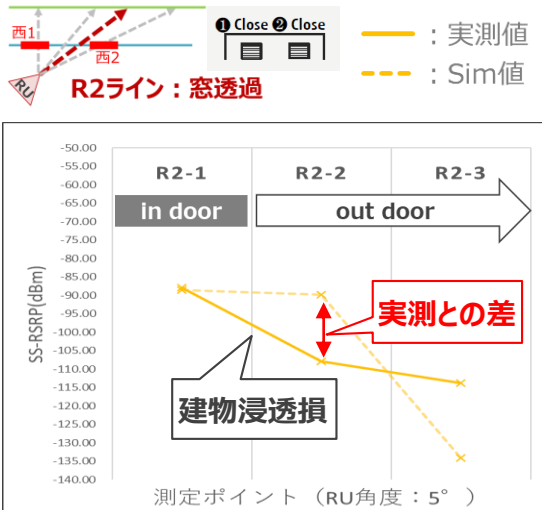 西1
西2
RU
R2ライン：窓透過
❶ Close ❷ Close
：実測値
：Sim値
-50.00
-55.00
-60.00
-65.00
-70.00
-75.00
-80.00
-85.00
-90.00
-95.00
-100.00
-105.00
-110.00
-115.00
-120.00
-125.00
-130.00
-135.00
-140.00
SS-RSRP(dBm)
R2-1
R2-2
R2-3
in door
out door
実測との差
建物浸透損
測定ポイント（RU角度：5°）